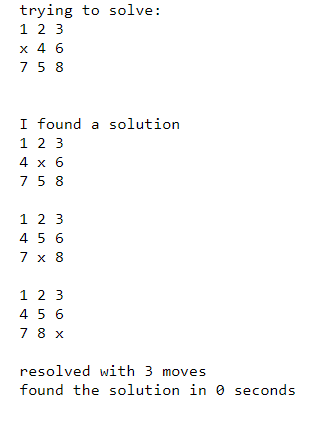 trying to solve:
1 2 3
x 4 6
7 5 8
I found a solution
1 2 3
4 x 6
7 5 8
1 2 3
4 5 6
7 x 8
1 2 3
4 5 6
7 8 x
resolved with 3 moves
found the solution in 0 seconds